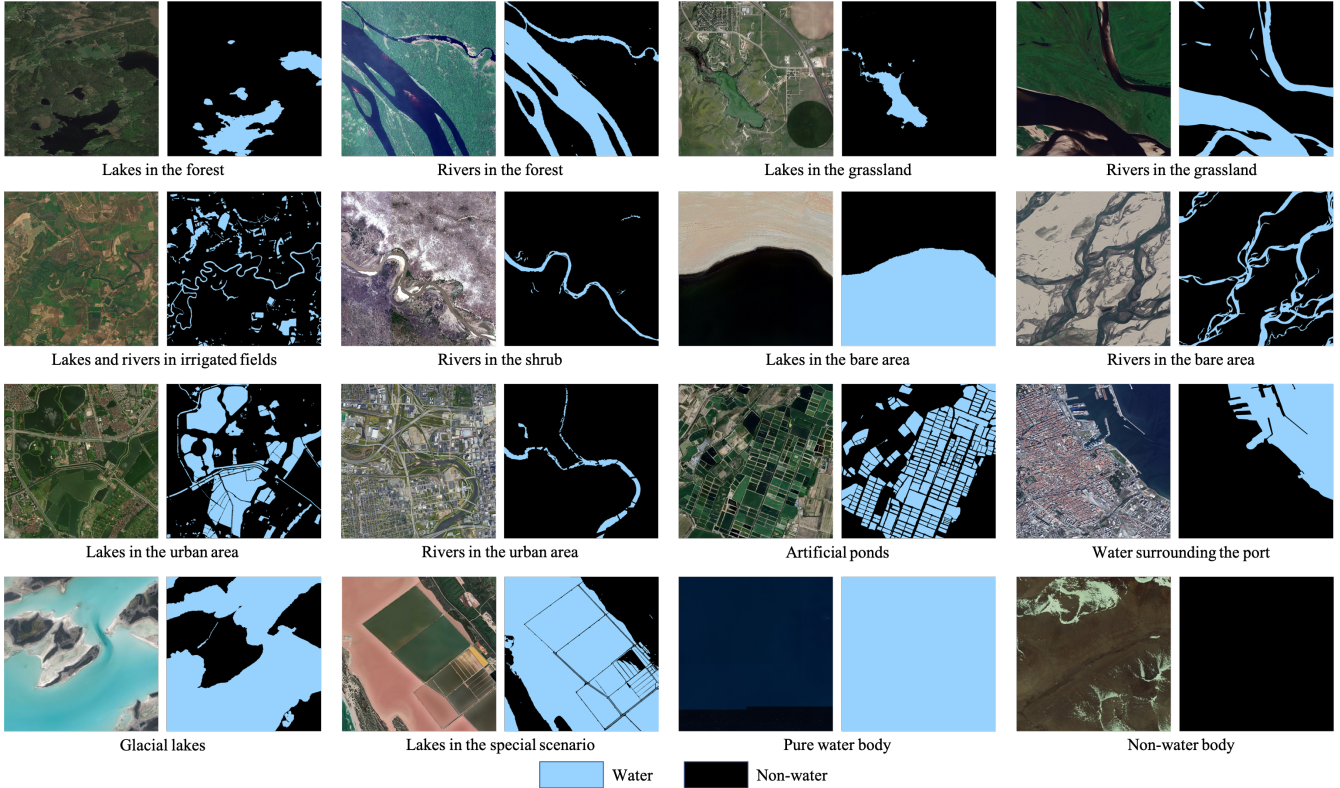 Lakes in the forest
Rivers in the forest
Lakes in the grassland
Rivers in the grassland
Lakes and rivers in irrigated fields
Rivers in the shrub
Lakes in the bare area
Rivers in the bare area
Lakes in the urban area
Rivers in the urban area
Artificial ponds
Water surrounding the port
Glacial lakes
Lakes in the special scenario
Pure water body
Non-water body
Water
Non-water